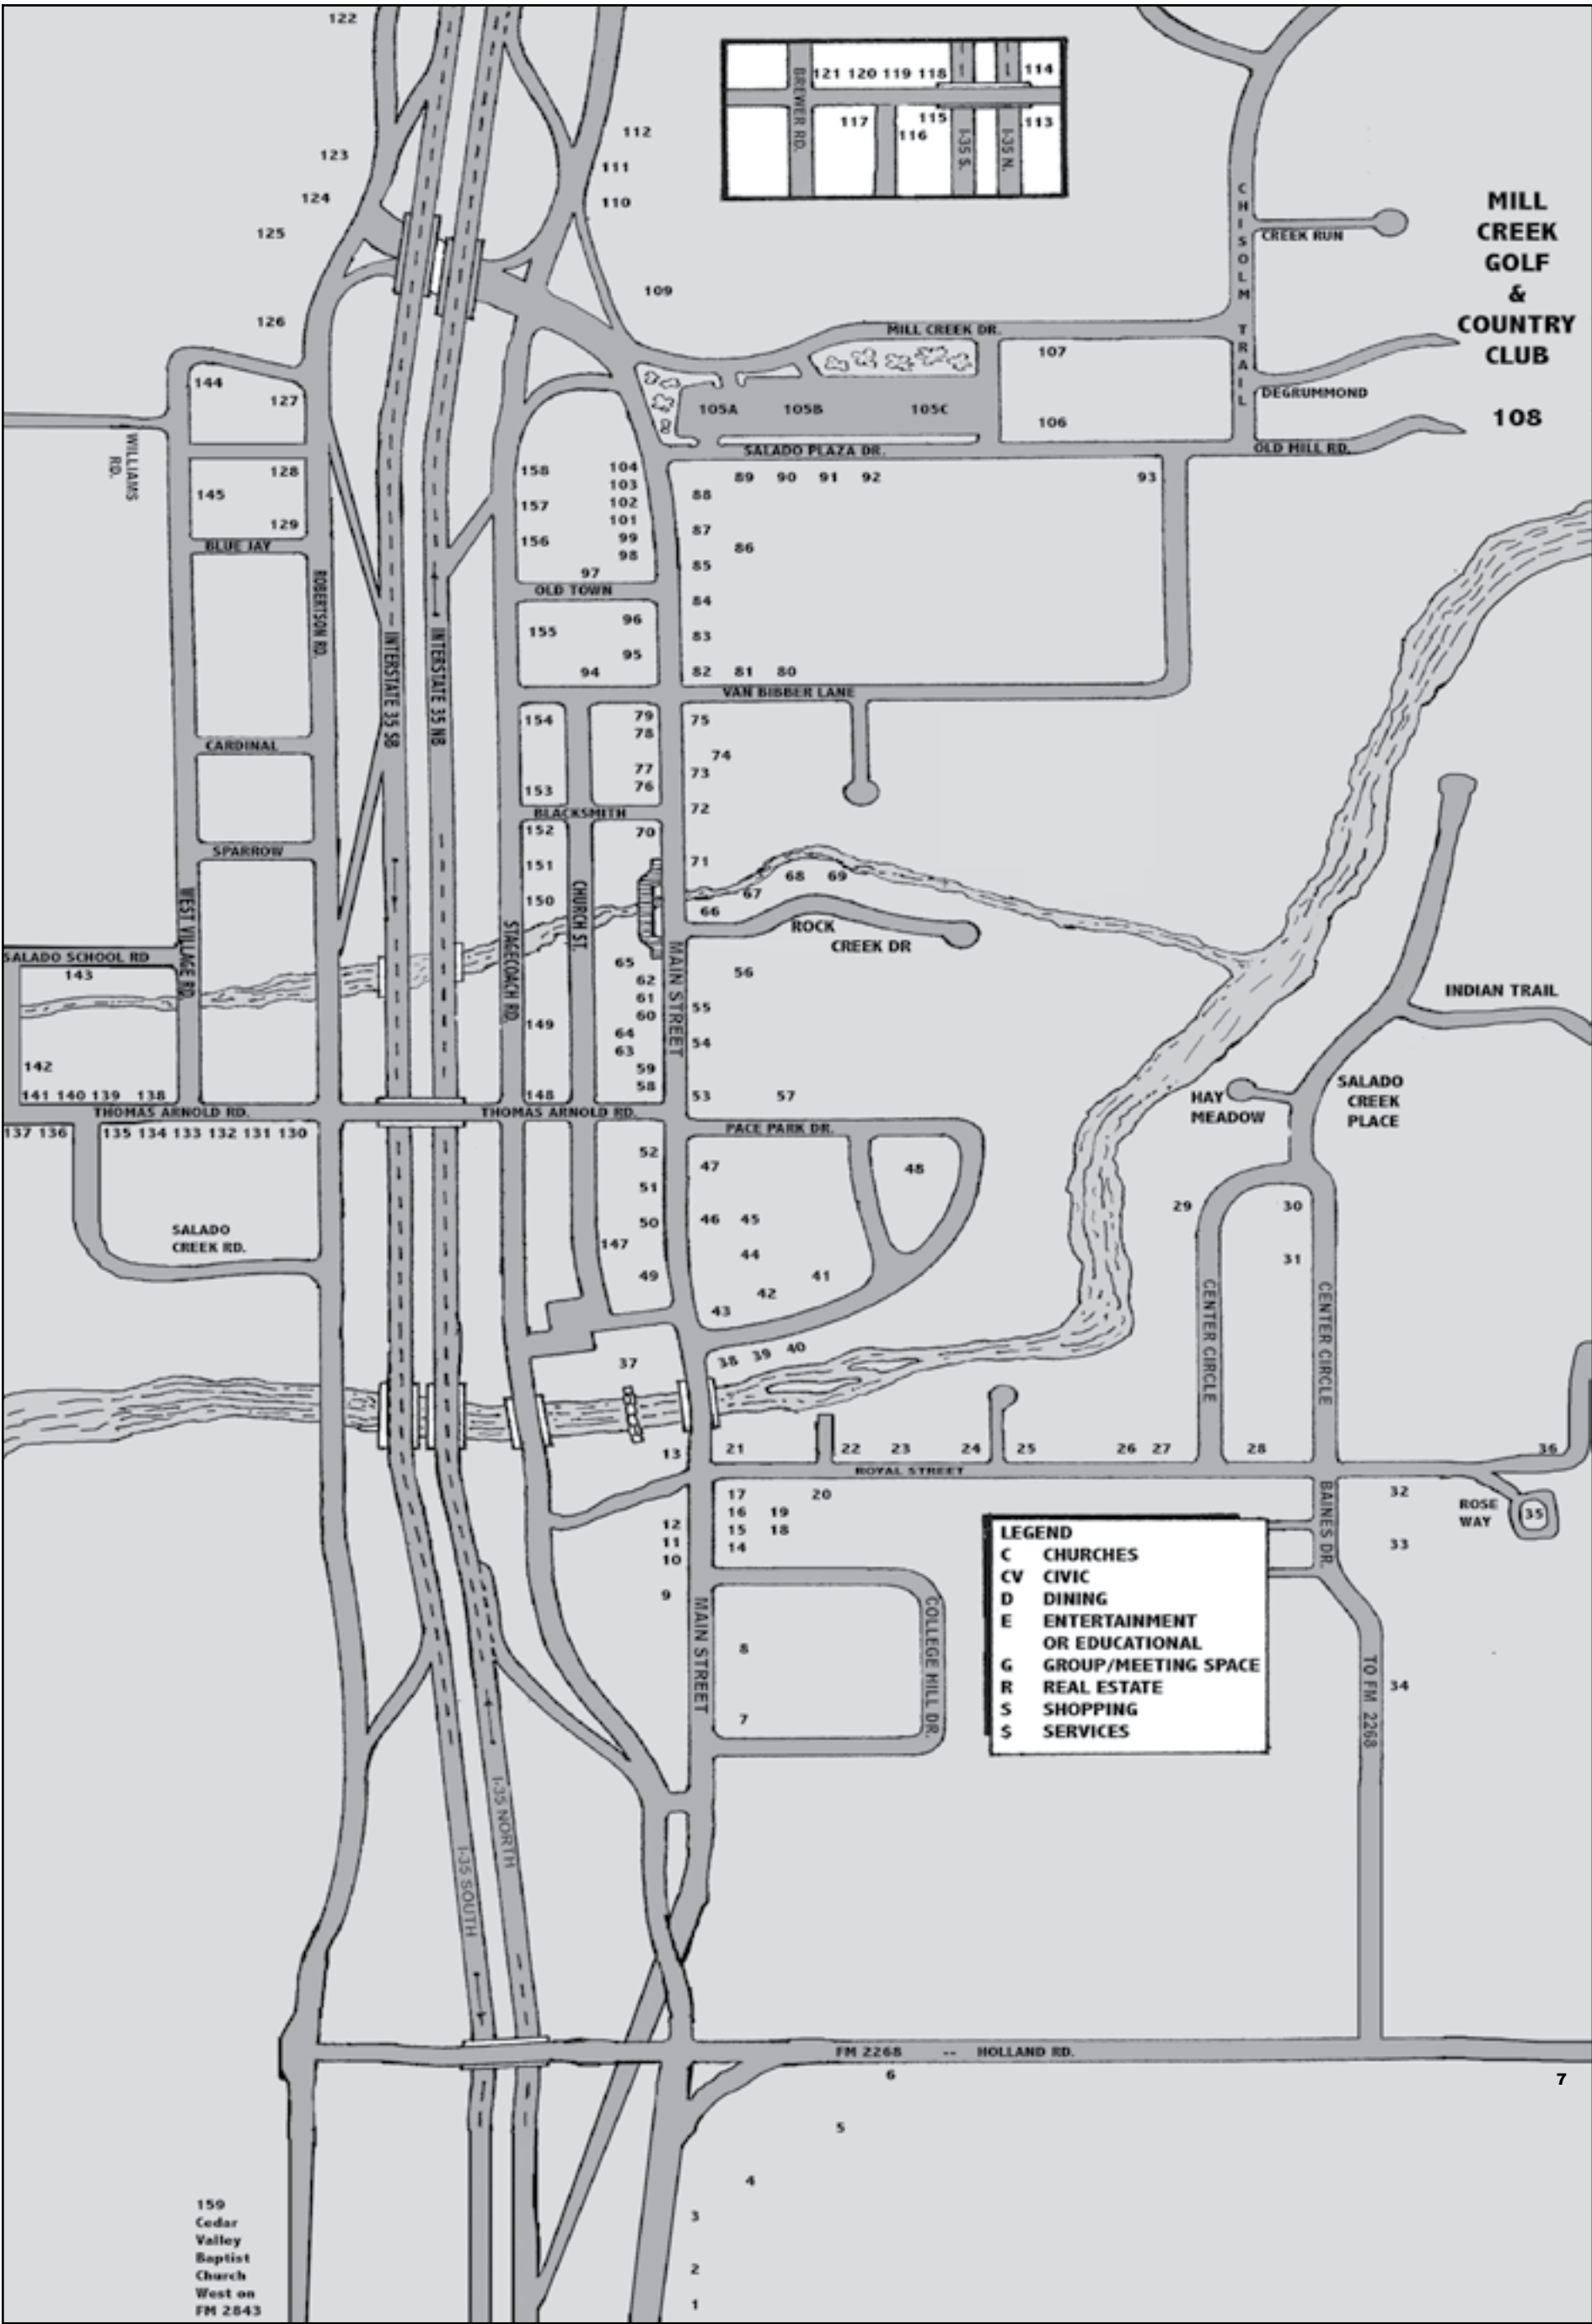 122
BREWER RD.
121 120 119 118
114
117
116
115
113
I-35 S.
I-35 N.
112
111
110
123
124
125
126
109
CHISOLM TRAIL
CREEK RUN
MILL
CREEK
GOLF
&
COUNTRY
CLUB
108
MILL CREEK DR.
107
106
DEGRUMMOND
OLD MILL RD.
105A 105B 105C
SALADO PLAZA DR.
144
127
WILLIAMS
RD.
128
145
129
BLUE JAY
ROBERTSON RD.
INTERSTATE 35 SB
INTERSTATE 35 NB
158
157
156
104
103
102
101
99
98
97
88
87
86
85
84
83
82 81 80
89 90 91 92
93
OLD TOWN
96
155
95
94
VAN BIBBER LANE
CARDINAL
SPARROW
154
153
79
78
77
76
75
74
73
72
BLACKSMITH
152
151
150
70
71
66
67
68 69
ROCK
CREEK DR
WEST VILLAGE RD.
STAGECOACH RD.
CHURCH ST.
MAIN STREET
SALADO SCHOOL RD
143
142
141 140 139 138
65
62
61
60
64
63
59
58
149
148
56
55
54
53
57
INDIAN TRAIL
SALADO
CREEK
PLACE
HAY
MEADOW
THOMAS ARNOLD RD.
THOMAS ARNOLD RD.
PACE PARK DR.
137 136
135 134 133 132 131 130
52
51
50
147
49
47
48
46 45
44
41
42
43
SALADO
CREEK RD.
29
30
31
CENTER CIRCLE
CENTER CIRCLE
37
38 39 40
13
21
22 23 24 25 26 27 28
36
ROYAL STREET
17
16
15
14
19
18
20
12
11
10
9
8
7
MAIN STREET
COLLEGE HILL DR.
BAINES DR.
32
33
34
ROSE
WAY
35
TO FM 2268
LEGEND
C CHURCHES
CV CIVIC
D DINING
E ENTERTAINMENT
OR EDUCATIONAL
G GROUP/MEETING SPACE
R REAL ESTATE
S SHOPPING
$ SERVICES
I-35 NORTH
I-35 SOUTH
FM 2268 -- HOLLAND RD.
7
6
5
4
3
2
1
159
Cedar
Valley
Baptist
Church
West on
FM 2843